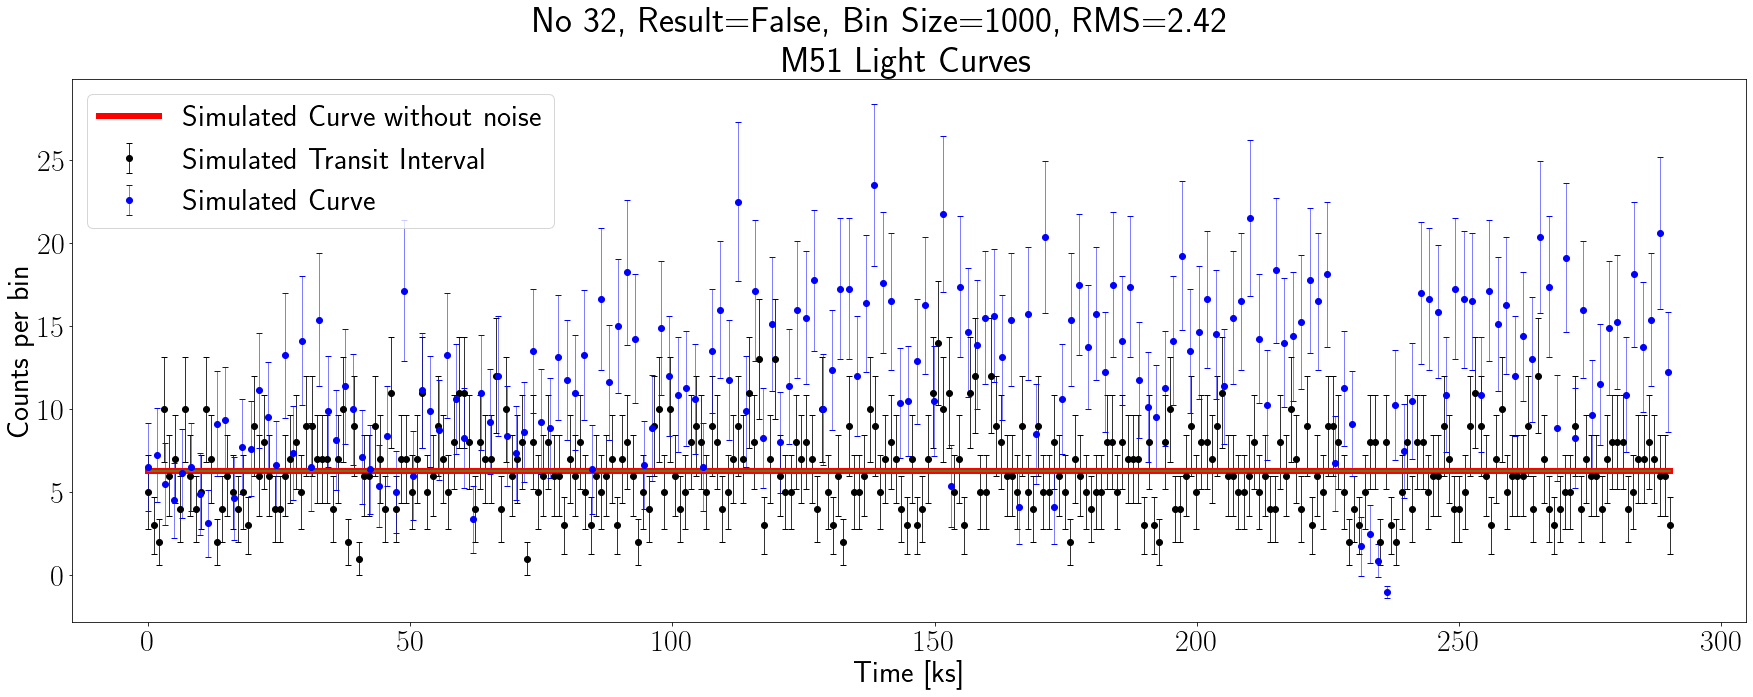 No 32, Result=False, Bin Size=1000, RMS=2.42
M51 Light Curves
Simulated Curve without noise
Simulated Transit Interval
Simulated Curve
Counts per bin
25
20
15
10
5
0
0 50 100 150 200 250 300
Time [ks]